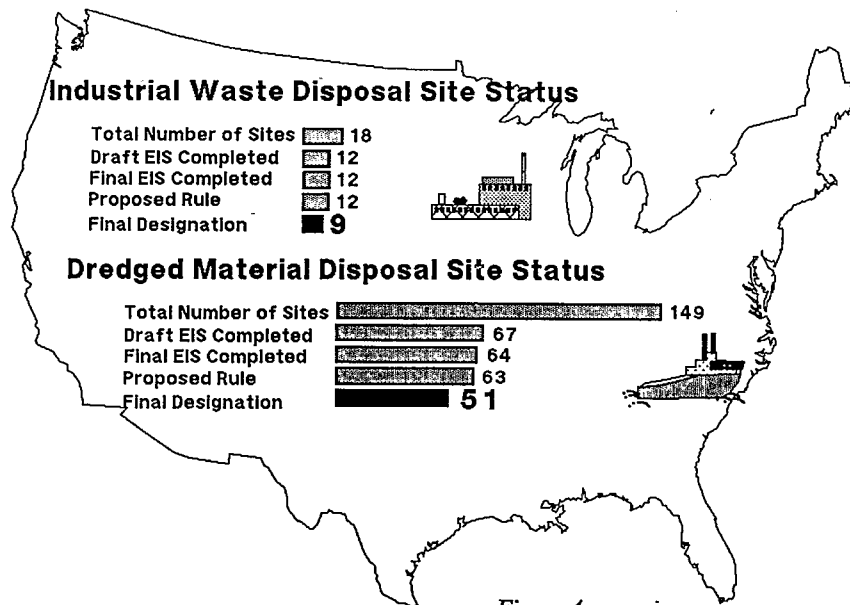 Industrial Waste Disposal Site Status
Total Number of Sites 18
Draft EIS Completed 12
Final EIS Completed 12
Proposed Rule 12
Final Designation 9
Dredged Material Disposal Site Status
Total Number of Sites 149
Draft EIS Completed 67
Final EIS Completed 64
Proposed Rule 63
Final Designation 51